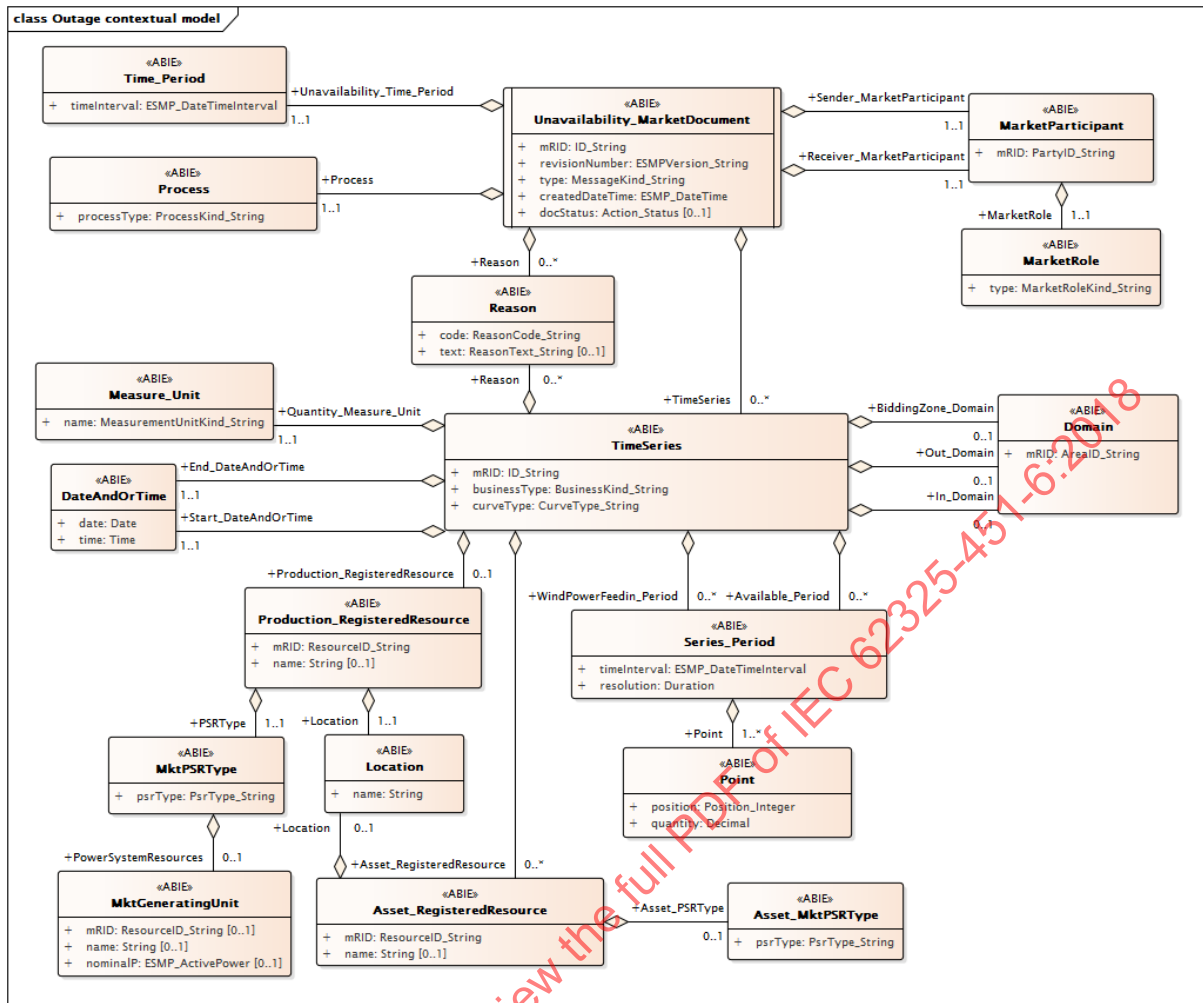 class Outage contextual model
«ABIE»
Time_Period
+ timeInterval: ESMP_DateTimeInterval
+Unavailability_Time_Period
1..1
«ABIE»
Unavailability_MarketDocument
+ mRID: ID_String
+ revisionNumber: ESMPVersion_String
+ type: MessageKind_String
+ createdDateTime: ESMP_DateTime
+ docStatus: Action_Status [0..1]
+Sender_MarketParticipant
1..1
+Receiver_MarketParticipant
1..1
«ABIE»
MarketParticipant
+ mRID: PartyID_String
«ABIE»
Process
+ processType: ProcessKind_String
+Process
1..1
+MarketRole 1..1
«ABIE»
MarketRole
+ type: MarketRoleKind_String
+Reason 0..*
«ABIE»
Reason
+ code: ReasonCode_String
+ text: ReasonText_String [0..1]
+Reason 0..*
+TimeSeries 0..*
«ABIE»
Measure_Unit
+ name: MeasurementUnitKind_String
+Quantity_Measure_Unit
1..1
«ABIE»
TimeSeries
+ mRID: ID_String
+ businessType: BusinessKind_String
+ curveType: CurveType_String
+BiddingZone_Domain
0..1
+Out_Domain
0..1
+In_Domain
0..1
«ABIE»
Domain
+ mRID: AreaID_String
«ABIE»
DateAndOrTime
+ date: Date
+ time: Time
+End_DateAndOrTime
1..1
+Start_DateAndOrTime
1..1
+Production_RegisteredResource 0..1
«ABIE»
Production_RegisteredResource
+ mRID: ResourceID_String
+ name: String [0..1]
+WindPowerFeedin_Period 0..*
+Available_Period 0..*
«ABIE»
Series_Period
+ timeInterval: ESMP_DateTimeInterval
+ resolution: Duration
+PSRType 1..1
+Location 1..1
+Point 1..*
«ABIE»
MktPSRType
+ psrType: PsrType_String
«ABIE»
Location
+ name: String
«ABIE»
Point
+ position: Position_Integer
+ quantity: Decimal
+Location 0..1
+PowerSystemResources 0..1
+Asset_RegisteredResource 0..*
«ABIE»
MktGeneratingUnit
+ mRID: ResourceID_String [0..1]
+ name: String [0..1]
+ nominalP: ESMP_ActivePower [0..1]
«ABIE»
Asset_RegisteredResource
+ mRID: ResourceID_String
+ name: String [0..1]
+Asset_PSRType
0..1
«ABIE»
Asset_MktPSRType
+ psrType: PsrType_String
view the full PDF of IEC 62325-451-6:2018